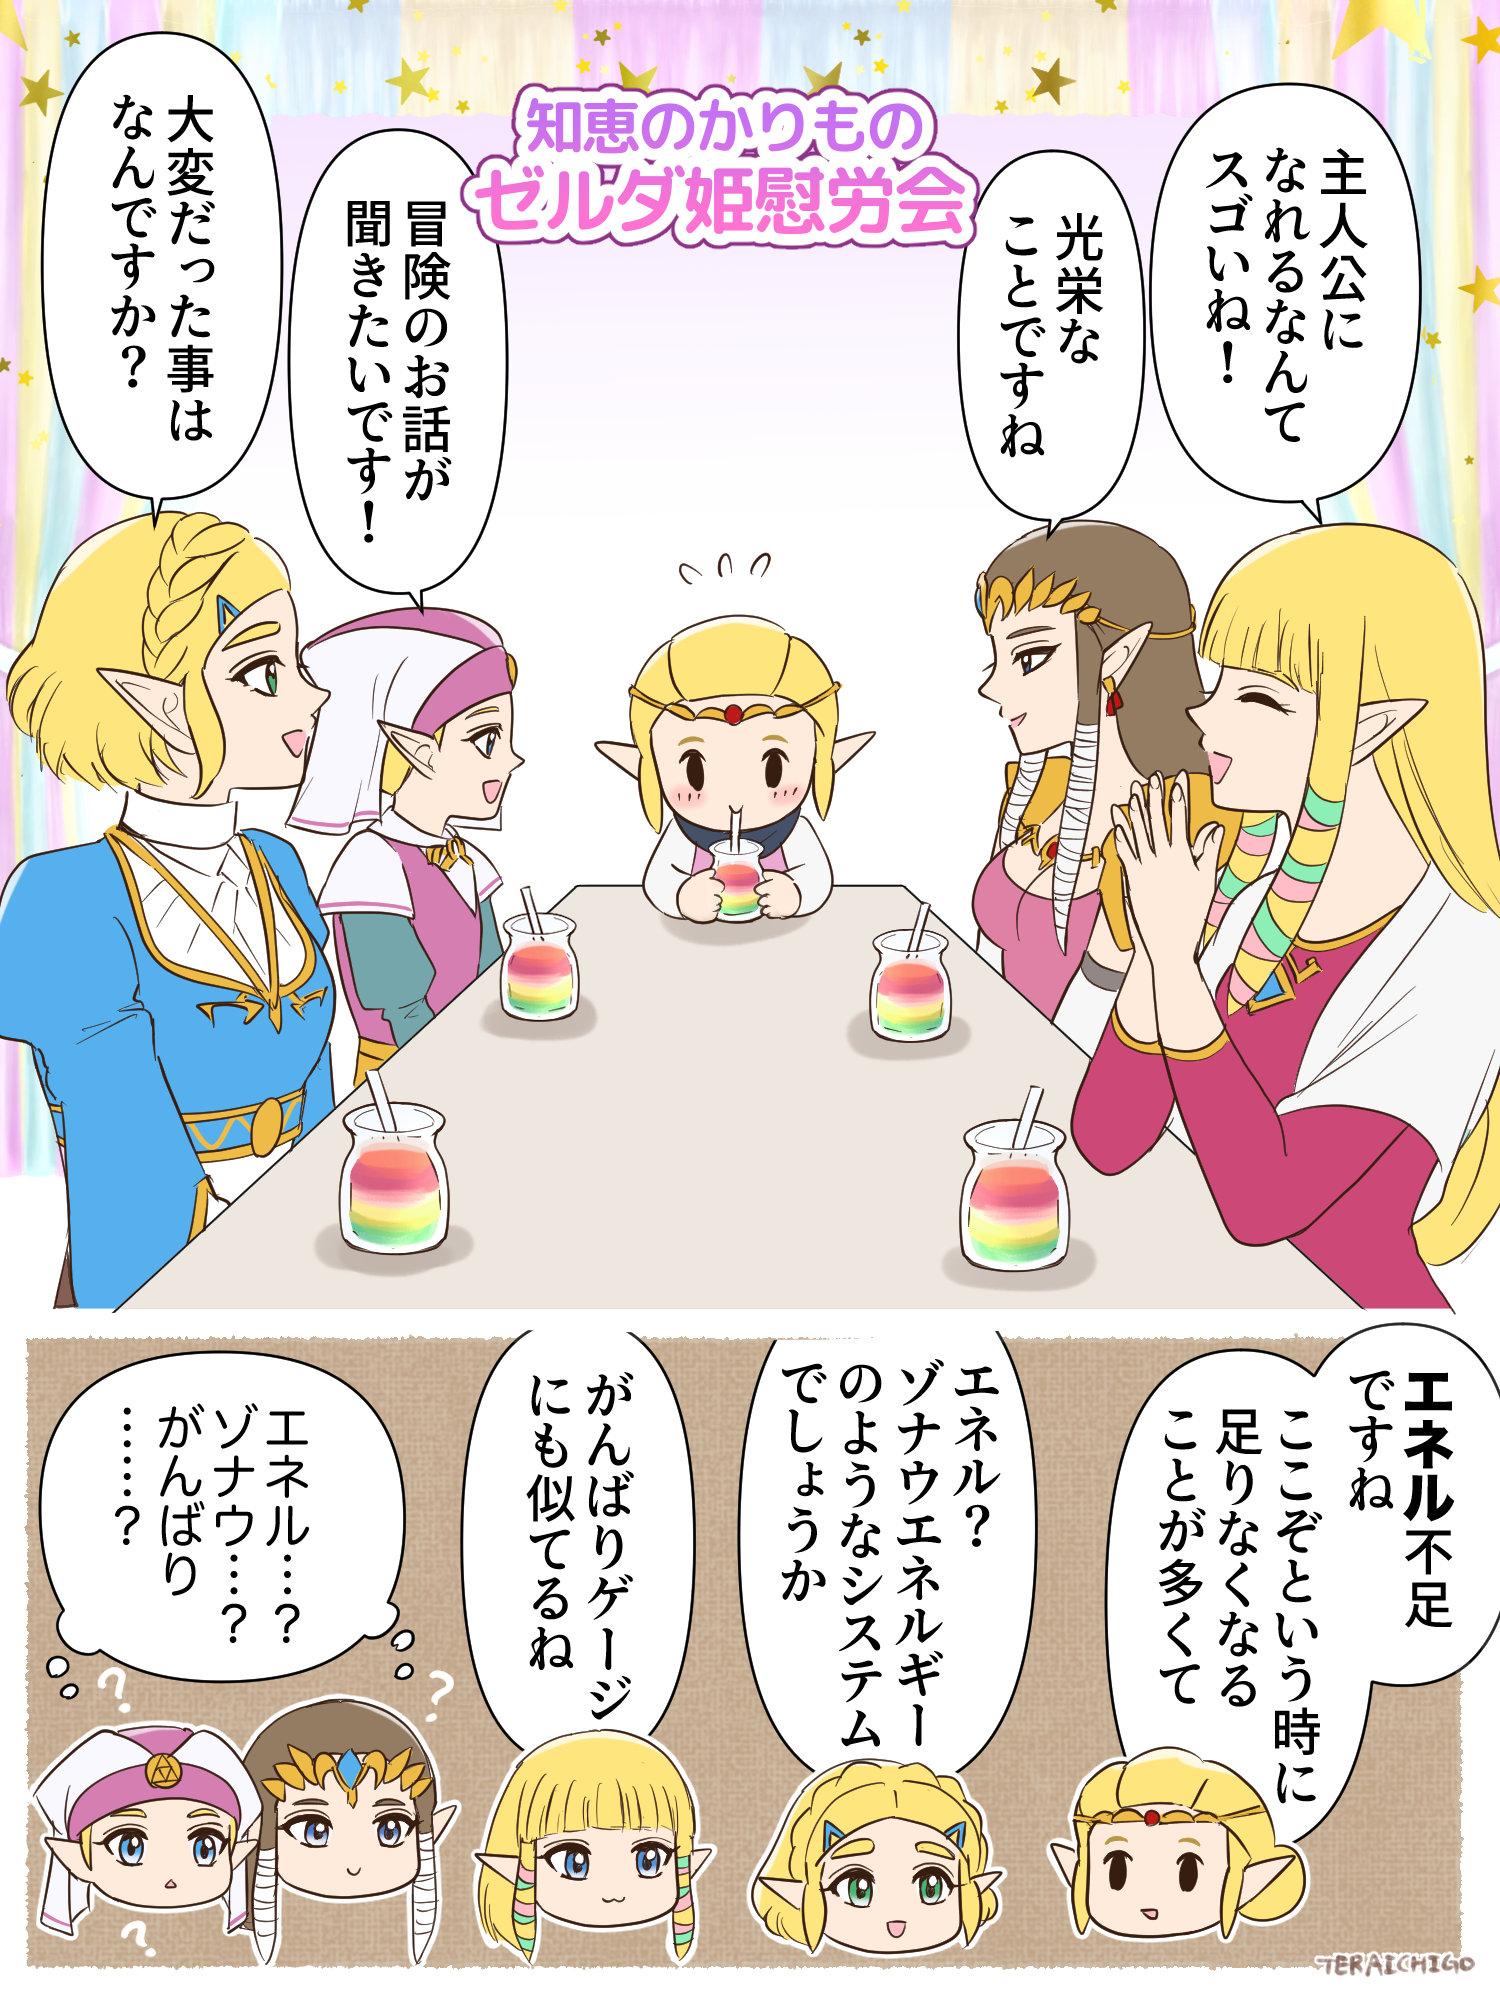 知恵のかりもの
ゼルダ姫慰労会
主人公に
なれるなんて
スゴいね！
光栄な
ことですね
冒険のお話が
聞きたいです！
大変だった事は
なんですか？
エネル不足
ですね
ここぞという時に
足りなくなる
ことが多くて
エネル？
ゾナウエネルギー
のようなシステム
でしょうか
がんばりゲージ
にも似てるね
エネル…？
ゾナウ…？
がんばり
………？
?
?
?
TERAICHIGO